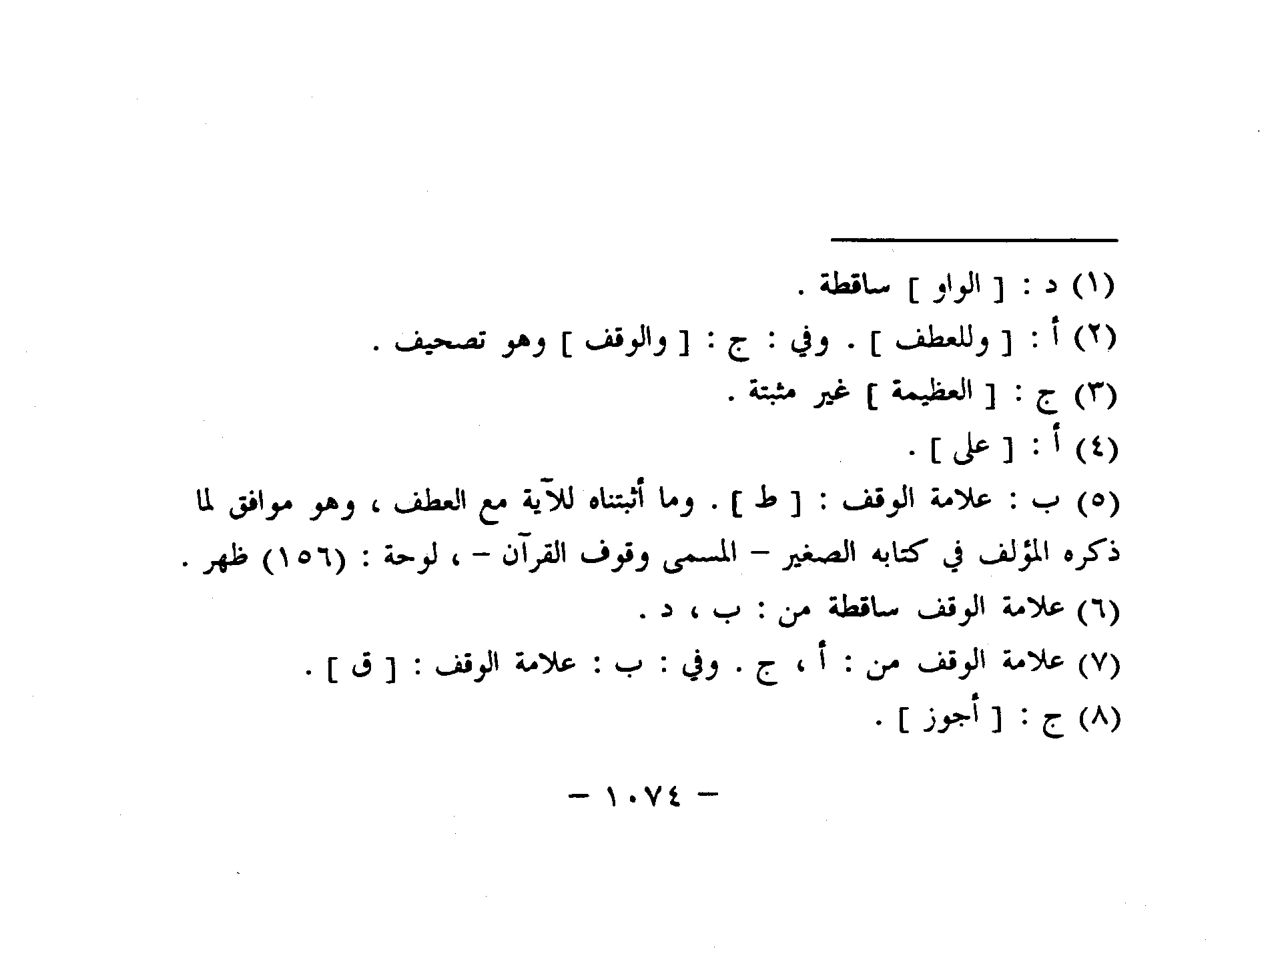 (١) د : [ الواو ] ساقطة .
(٢) أ : [ وللعطف ] . وفي : ج : [ والوقف ] وهو تصحيف .
(٣) ج : [ العظيمة ] غير مثبتة .
(٤) أ : [ على ] .
(٥) ب : علامة الوقف : [ ط ] . وما أثبتناه للآية مع العطف ، وهو موافق لما
ذكره المؤلف في كتابه الصغير – المسمى وقوف القرآن – ، لوحة : (١٥٦) ظهر .
(٦) علامة الوقف ساقطة من : ب ، د .
(٧) علامة الوقف من : أ ، ج . وفي : ب : علامة الوقف : [ ق ] .
(٨) ج : [ أجوز ] .
– ١٠٧٤ –